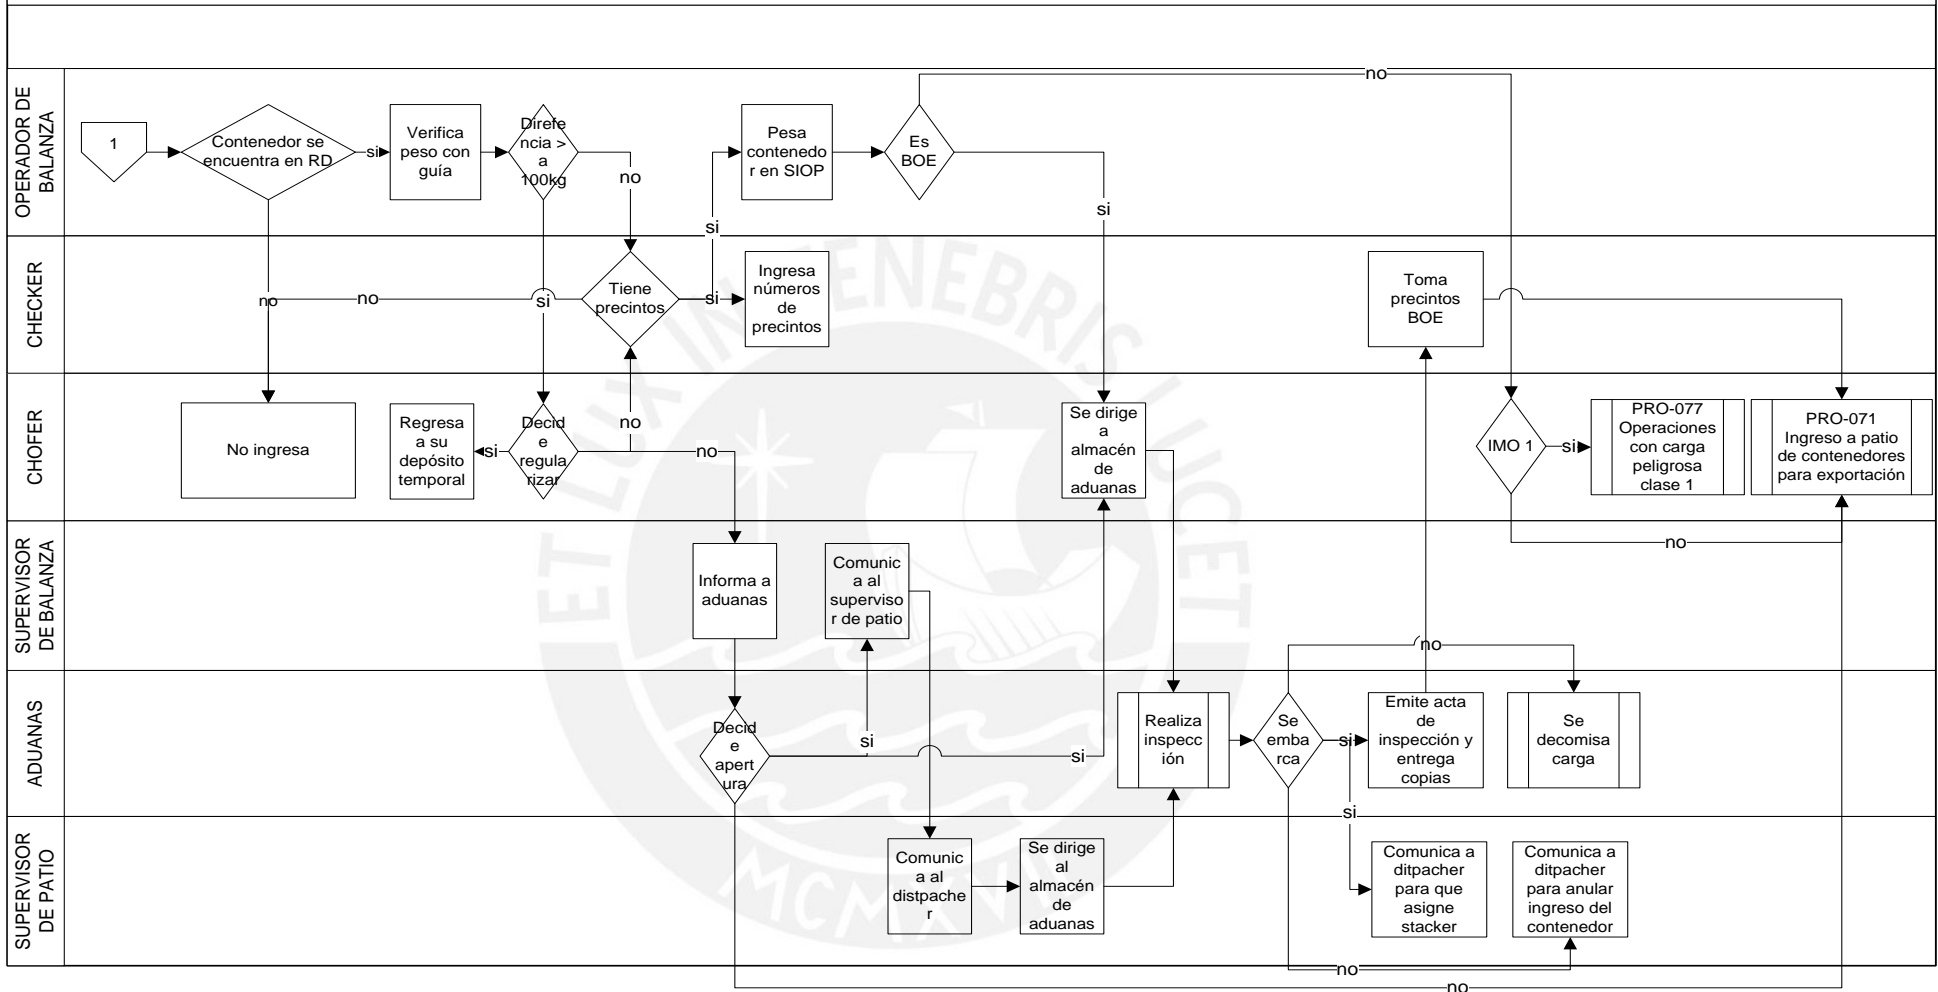 OPERADOR DE
BALANZA
1
Contenedor se
encuentra en RD
si
Verifica
peso con
guía
Direfe
ncia >
a
100kg
no
si
Pesa
contenedo
r en SIOP
Es
BOE
no
si
CHECKER
no
no
si
Tiene
precintos
si
Ingresa
números
de
precintos
Toma
precintos
BOE
CHOFER
No ingresa
Regresa
a su
depósito
temporal
si
Decid
e
regula
rizar
no
no
Se dirige
a
almacén
de
aduanas
IMO 1
si
PRO-077
Operaciones
con carga
peligrosa
clase 1
PRO-071
Ingreso a patio
de contenedores
para exportación
no
SUPERVISOR
DE BALANZA
Informa a
aduanas
Comunic
a al
superviso
r de patio
no
ADUANAS
Decid
e
apert
ura
si
si
Realiza
inspecc
ión
Se
emba
rca
si
Emite acta
de
inspección y
entrega
copias
Se
decomisa
carga
si
SUPERVISOR
DE PATIO
Comunic
a al
distpache
r
Se dirige
al
almacén
de
aduanas
Comunica a
ditpacher
para que
asigne
stacker
Comunica a
ditpacher
para anular
ingreso del
contenedor
no
no
ET LUX IN TENEBRIS LUCET
MCMXVII